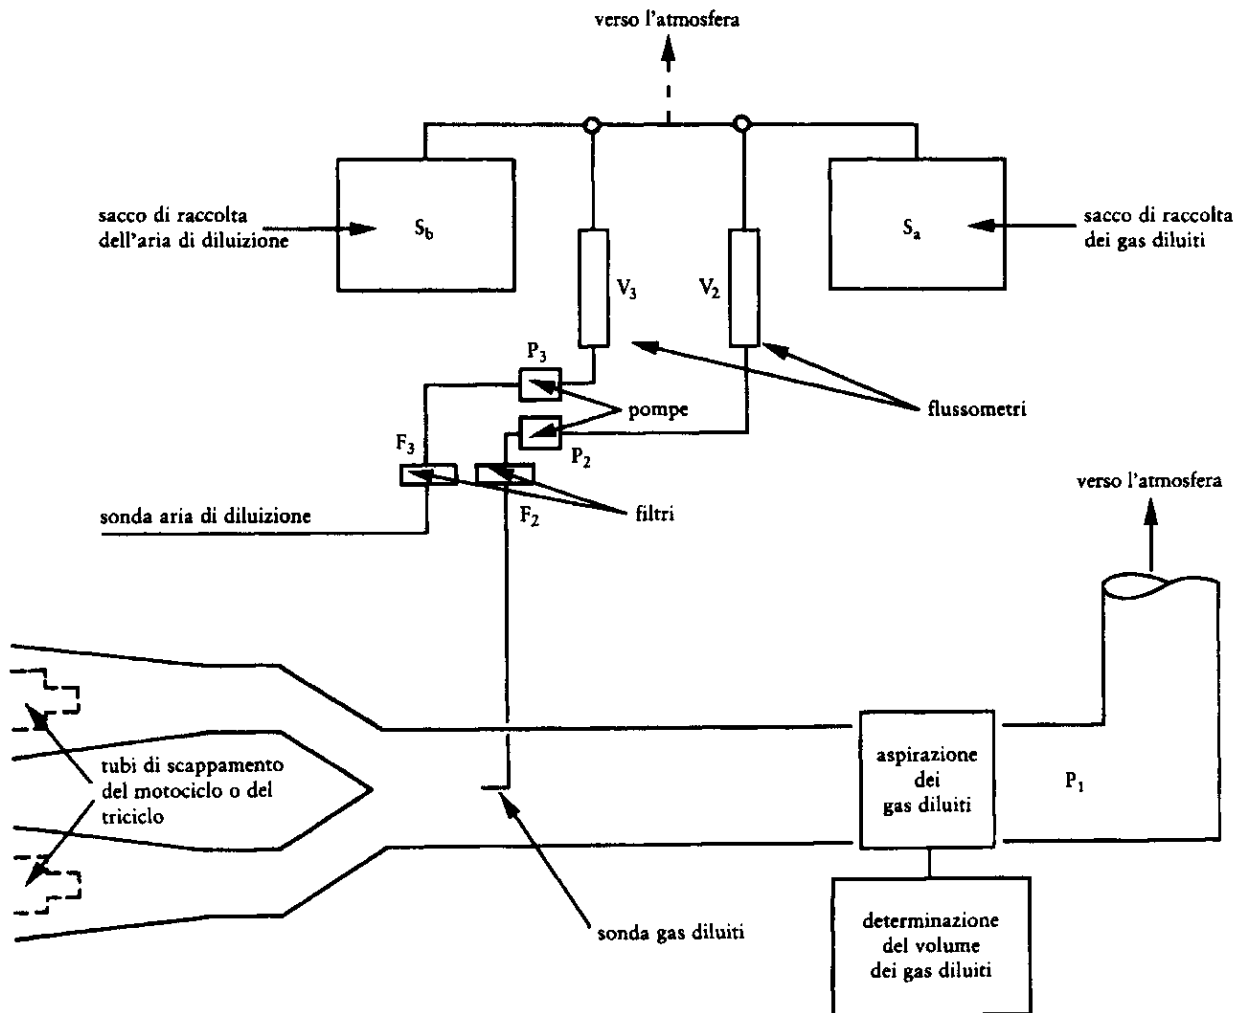 verso l'atmosfera
sacco di raccolta
dell'aria di diluizione
S_b
S_a
sacco di raccolta
dei gas diluiti
V_3
V_2
P_3
pompe
flussometri
F_3
P_2
sonda aria di diluizione
F_2
filtri
verso l'atmosfera
tubi di scappamento
del motociclo o del
triciclo
aspirazione
dei
gas diluiti
P_1
sonda gas diluiti
determinazione
del volume
dei gas diluiti